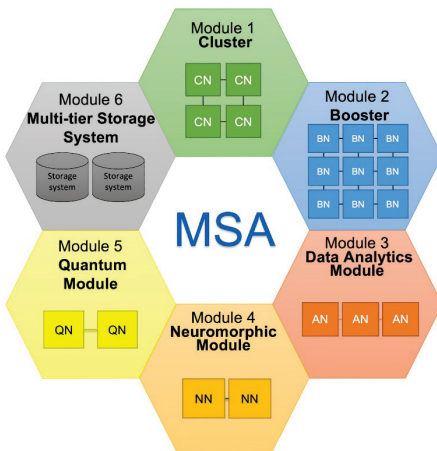 Module 1
Cluster
CN CN
CN CN
Module 2
Booster
BN BN BN
BN BN BN
BN BN BN
Module 3
Data Analytics
Module
AN AN AN
Module 4
Neuromorphic
Module
NN NN
Module 5
Quantum
Module
QN QN
Module 6
Multi-tier Storage
System
Storage Storage
system system
MSA